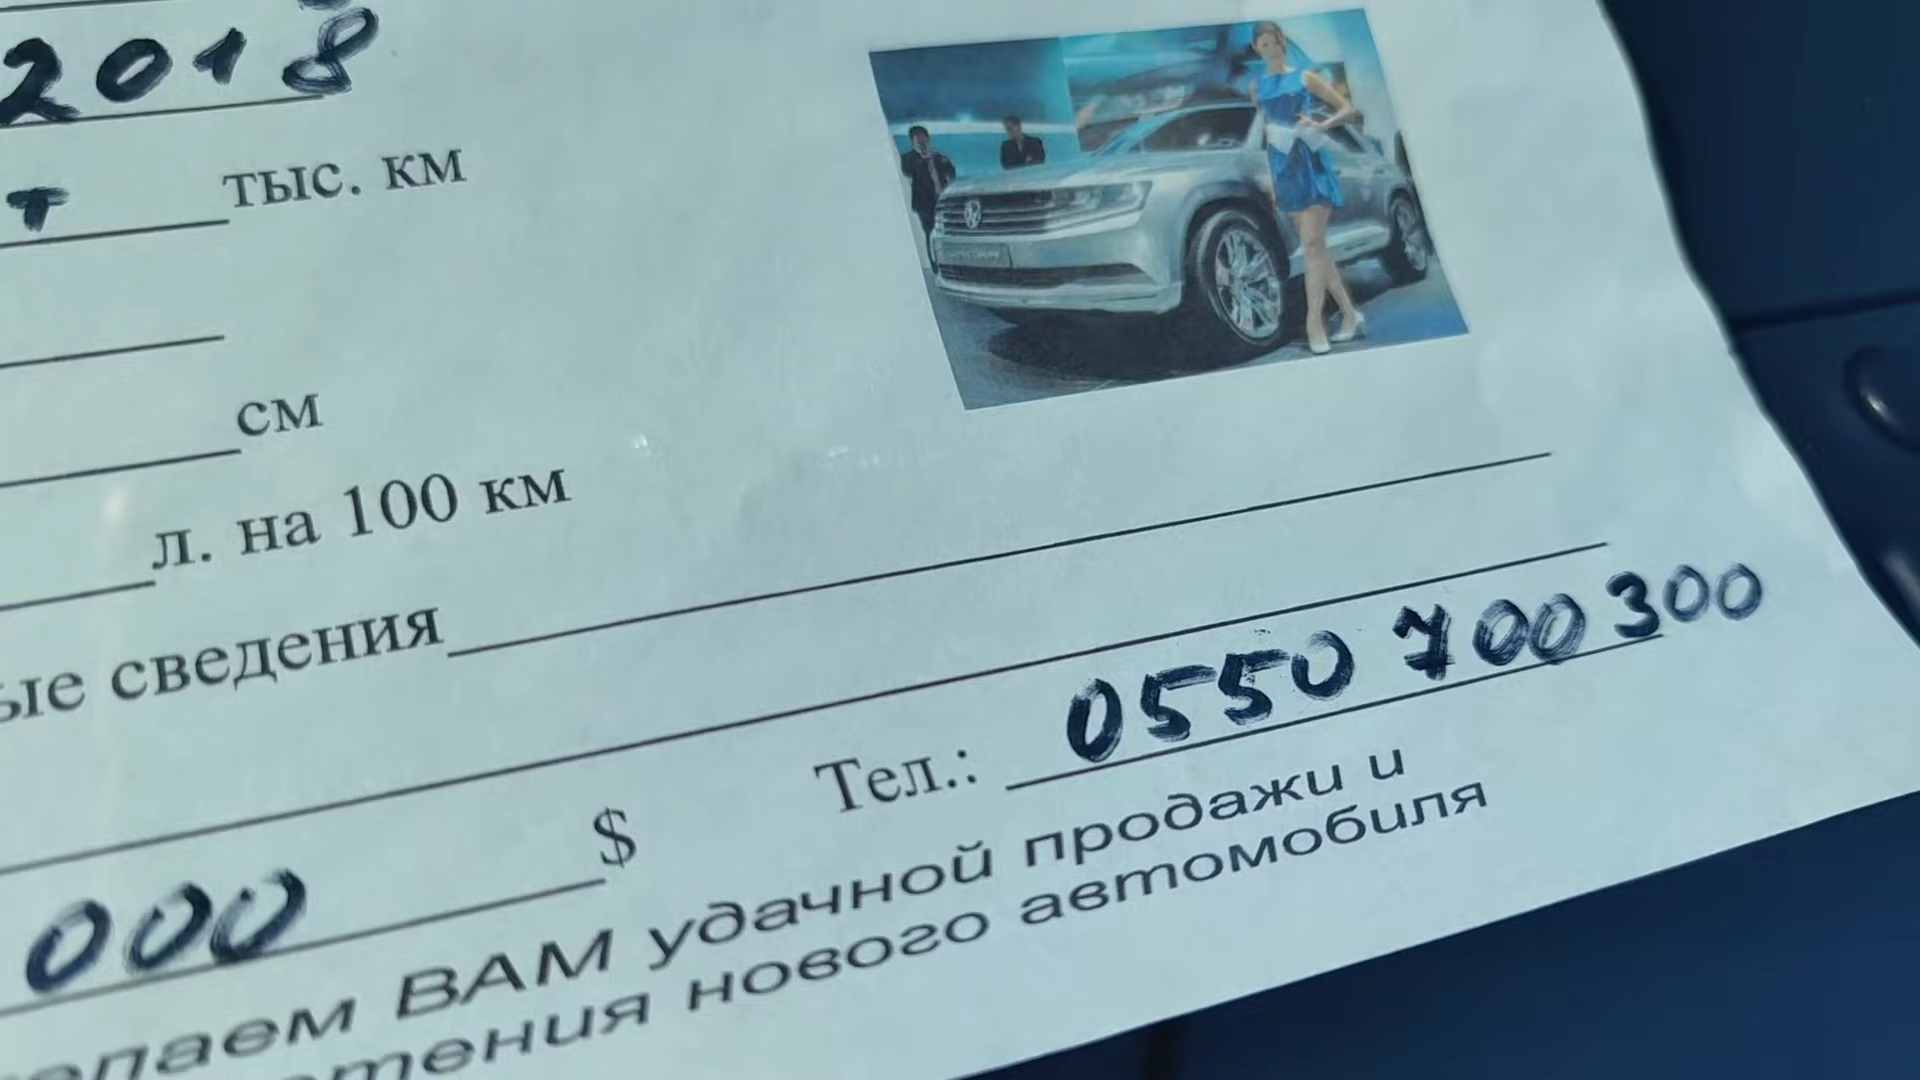 2018
т тыс. км
см
л. на 100 км
ые сведения
Тел.: 0550 700 300
000 $
елаем ВАМ удачной продажи и
тения нового автомобиля